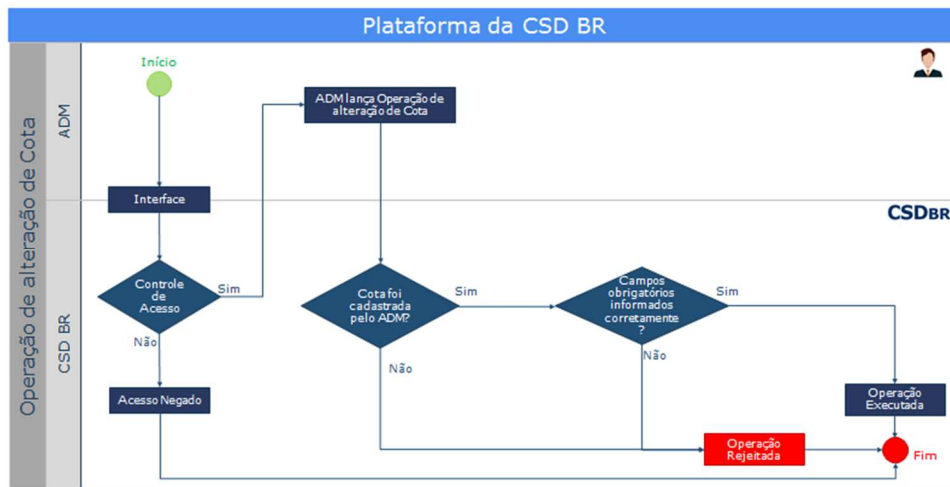 Plataforma da CSD BR
Operação de alteração de Cota
ADM
Início
ADM lança Operação de
alteração de Cota
Interface
CSD BR
CSDBR
Controle
de
Acesso
Sim
Não
Cota foi
cadastrada
pelo ADM?
Sim
Não
Campos
obrigatórios
informados
corretamente
?
Sim
Não
Acesso Negado
Operação
Executada
Operação
Rejeitada
Fim